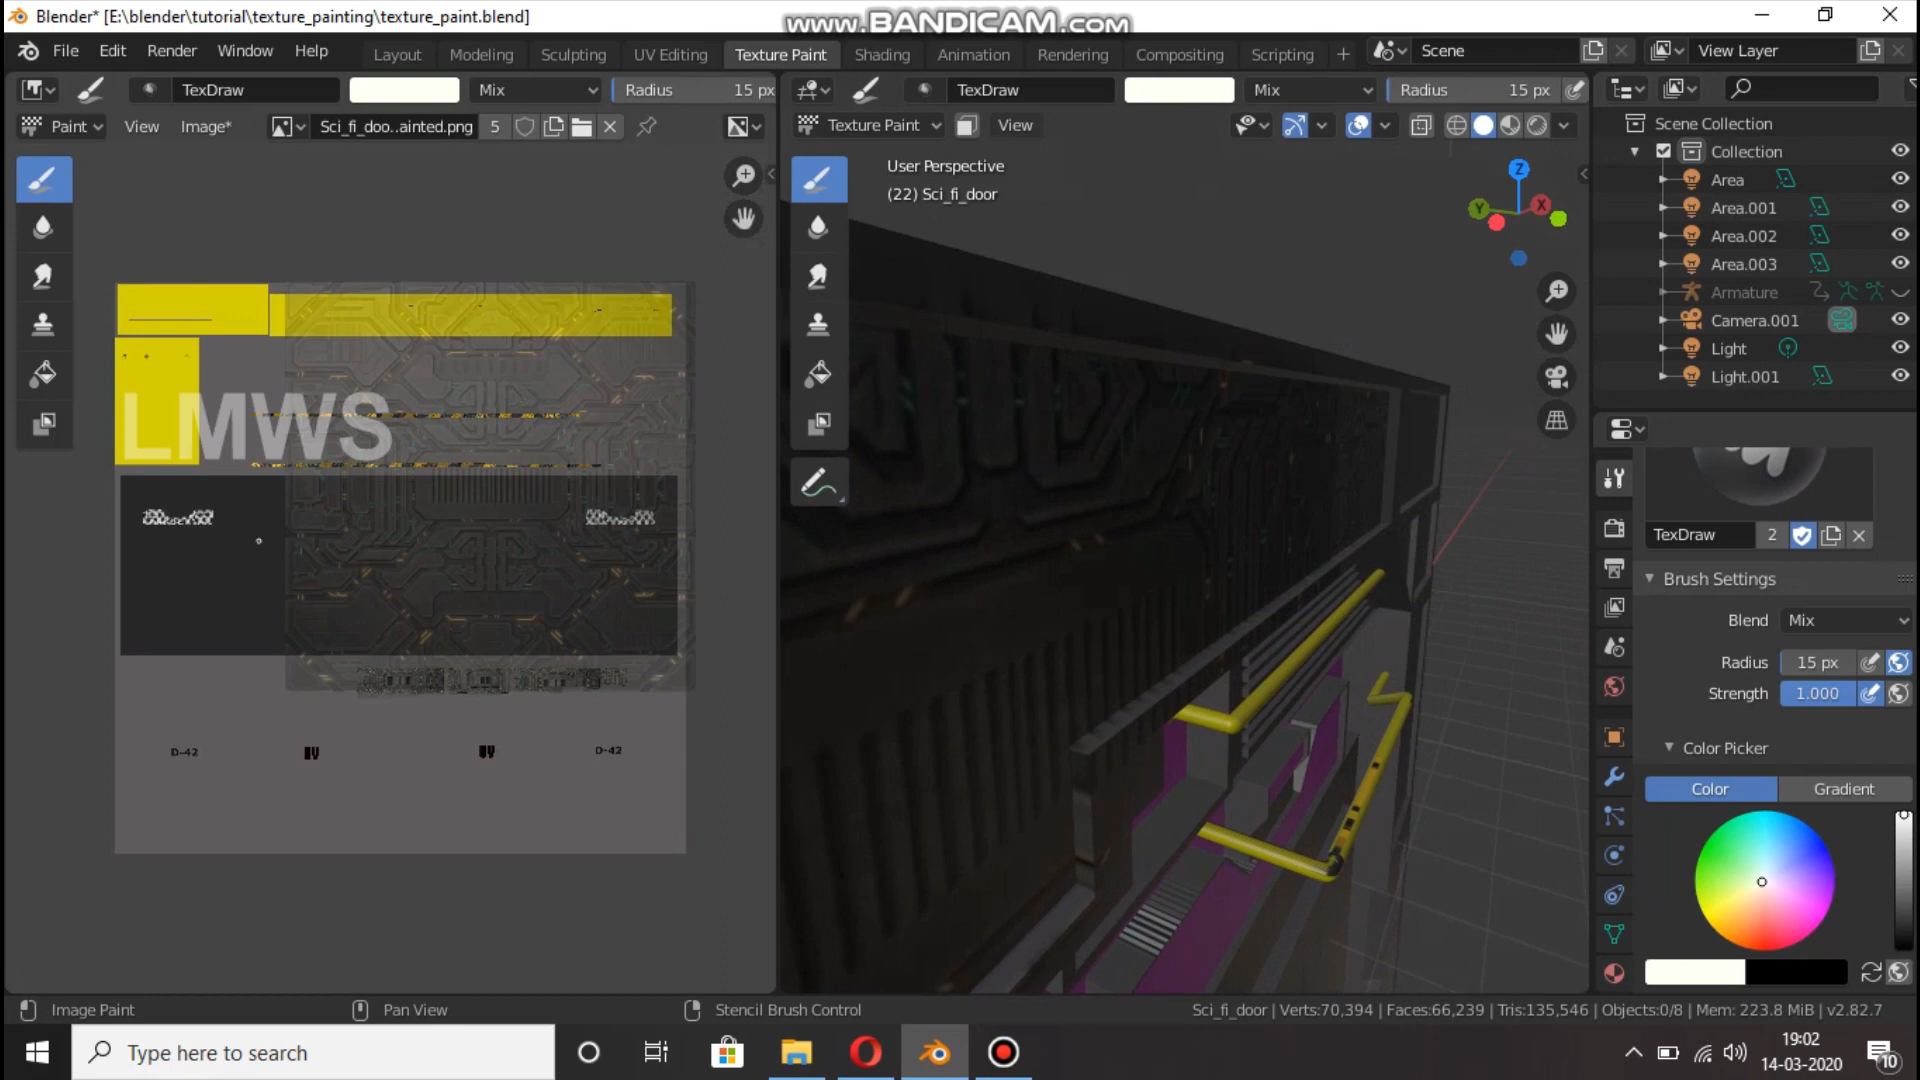 Blender* [E:\blender\tutorial\texture_painting\texture_paint.blend]
www.BANDICAM.com
File Edit Render Window Help
Layout Modeling Sculpting UV Editing Texture Paint Shading Animation Rendering Compositing Scripting +
Scene
View Layer
TexDraw Mix Radius 15 px
TexDraw Mix Radius 15 px
Paint View Image* Sci_fi_doo..ainted.png 5
Texture Paint View
User Perspective
(22) Sci_fi_door
Z
Y
X
Scene Collection
Collection
Area
Area.001
Area.002
Area.003
Armature
Camera.001
Light
Light.001
LMWS
D-42
D-42
TexDraw 2
Brush Settings
Blend Mix
Radius 15 px
Strength 1.000
Color Picker
Color Gradient
Image Paint
Pan View
Stencil Brush Control
Sci_fi_door | Verts:70,394 | Faces:66,239 | Tris:135,546 | Objects:0/8 | Mem: 223.8 MiB | v2.82.7
Type here to search
19:02
14-03-2020
10